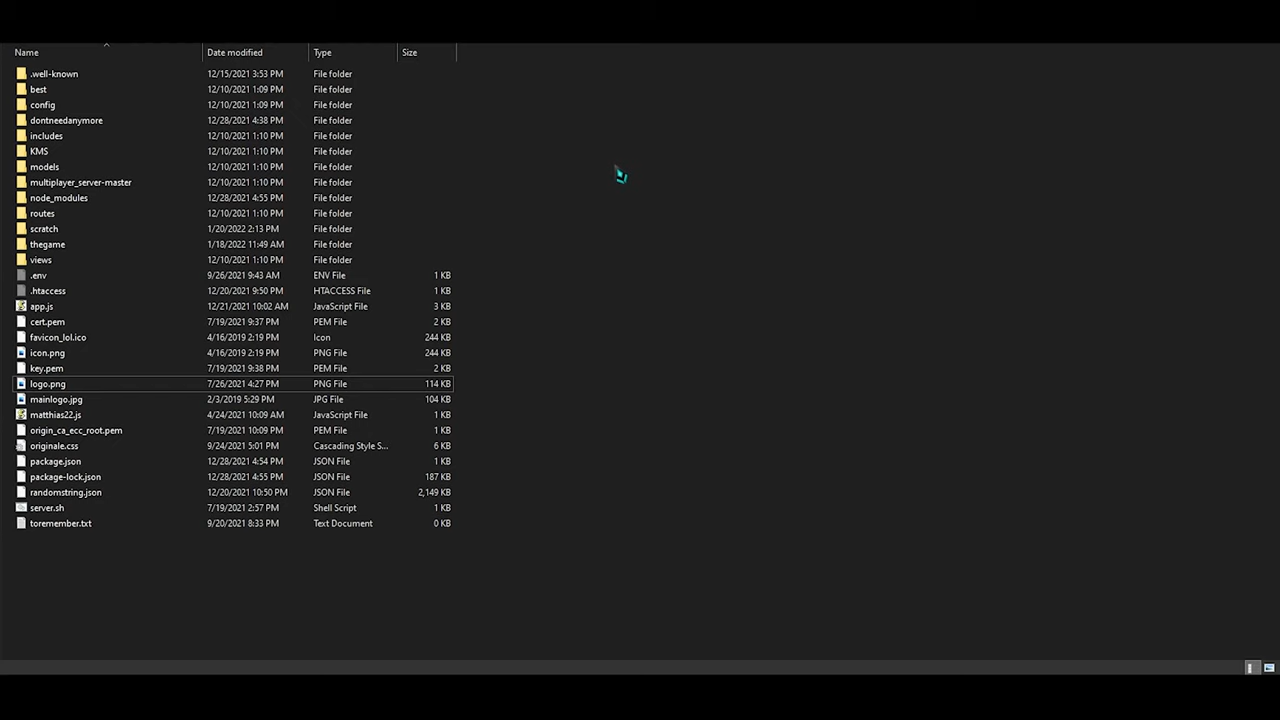 Name Date modified Type Size
.well-known 12/15/2021 3:53 PM File folder
best 12/10/2021 1:09 PM File folder
config 12/10/2021 1:09 PM File folder
dontneedanymore 12/28/2021 4:38 PM File folder
includes 12/10/2021 1:10 PM File folder
KMS 12/10/2021 1:10 PM File folder
models 12/10/2021 1:10 PM File folder
multiplayer_server-master 12/10/2021 1:10 PM File folder
node_modules 12/28/2021 4:55 PM File folder
routes 12/10/2021 1:10 PM File folder
scratch 1/20/2022 2:13 PM File folder
thegame 1/18/2022 11:49 AM File folder
views 12/10/2021 1:10 PM File folder
.env 9/26/2021 9:43 AM ENV File 1 KB
.htaccess 12/20/2021 9:50 PM HTACCESS File 1 KB
app.js 12/21/2021 10:02 AM JavaScript File 3 KB
cert.pem 7/19/2021 9:37 PM PEM File 2 KB
favicon_lol.ico 4/16/2019 2:19 PM Icon 244 KB
icon.png 4/16/2019 2:19 PM PNG File 244 KB
key.pem 7/19/2021 9:38 PM PEM File 2 KB
logo.png 7/26/2021 4:27 PM PNG File 114 KB
mainlogo.jpg 2/3/2019 5:29 PM JPG File 104 KB
matthias22.js 4/24/2021 10:09 AM JavaScript File 1 KB
origin_ca_ecc_root.pem 7/19/2021 10:09 PM PEM File 1 KB
originale.css 9/24/2021 5:01 PM Cascading Style S... 6 KB
package.json 12/28/2021 4:54 PM JSON File 1 KB
package-lock.json 12/28/2021 4:55 PM JSON File 187 KB
randomstring.json 12/20/2021 10:50 PM JSON File 2,149 KB
server.sh 7/19/2021 2:57 PM Shell Script 1 KB
toremember.txt 9/20/2021 8:33 PM Text Document 0 KB